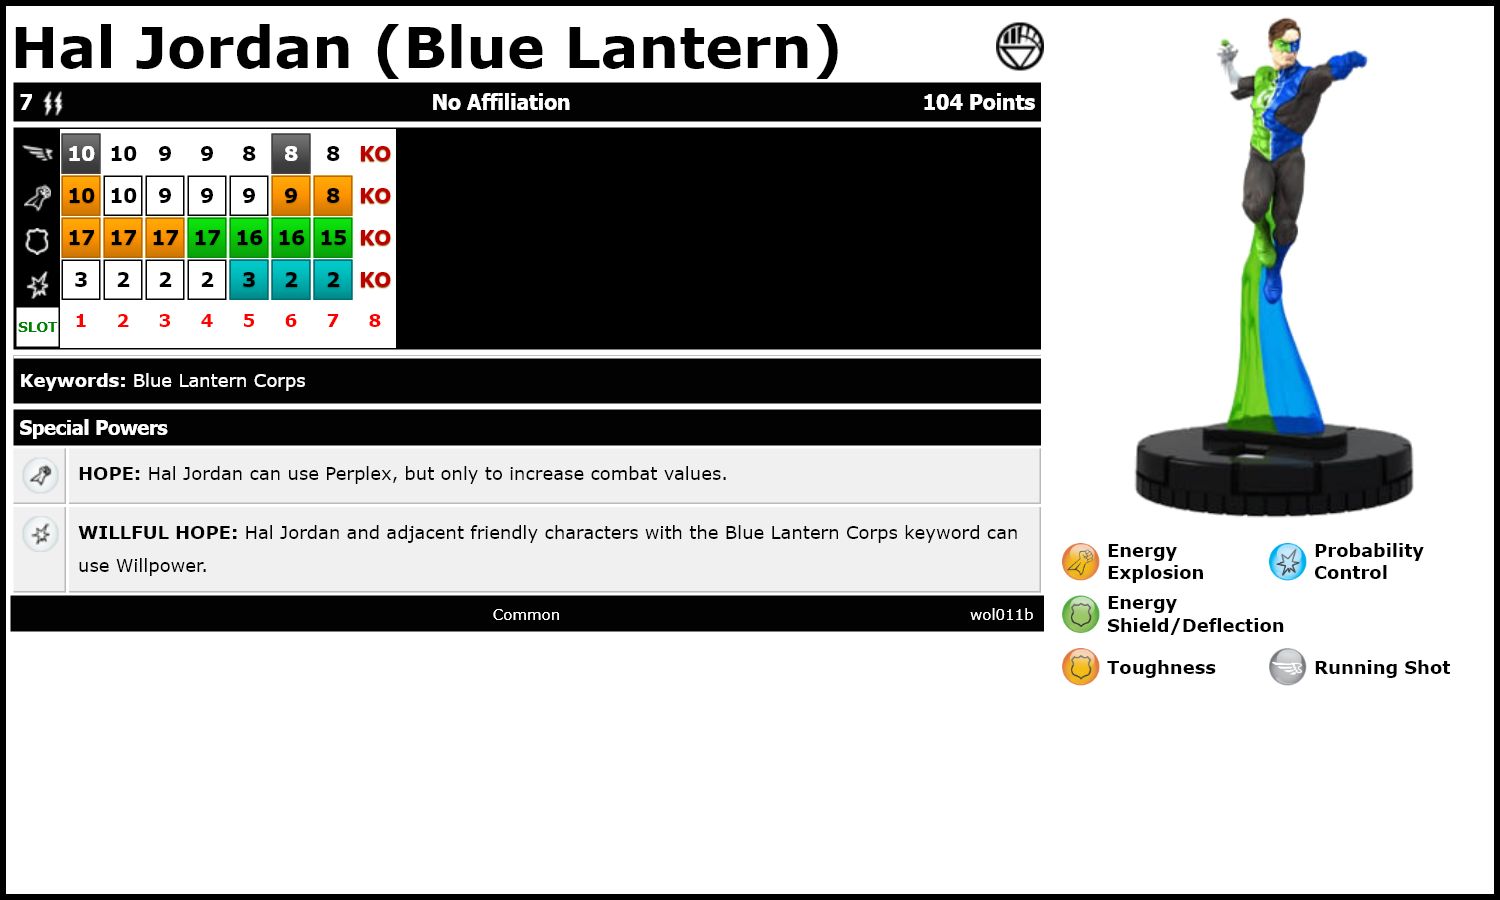 Hal Jordan (Blue Lantern)
7 No Affiliation 104 Points
10 10 9 9 8 8 8 KO
10 10 9 9 9 9 8 KO
17 17 17 17 16 16 15 KO
3 2 2 2 3 2 2 KO
SLOT 1 2 3 4 5 6 7 8
Keywords: Blue Lantern Corps
Special Powers
HOPE: Hal Jordan can use Perplex, but only to increase combat values.
WILLFUL HOPE: Hal Jordan and adjacent friendly characters with the Blue Lantern Corps keyword can
use Willpower.
Common wol011b
Energy
Explosion
Probability
Control
Energy
Shield/Deflection
Toughness
Running Shot